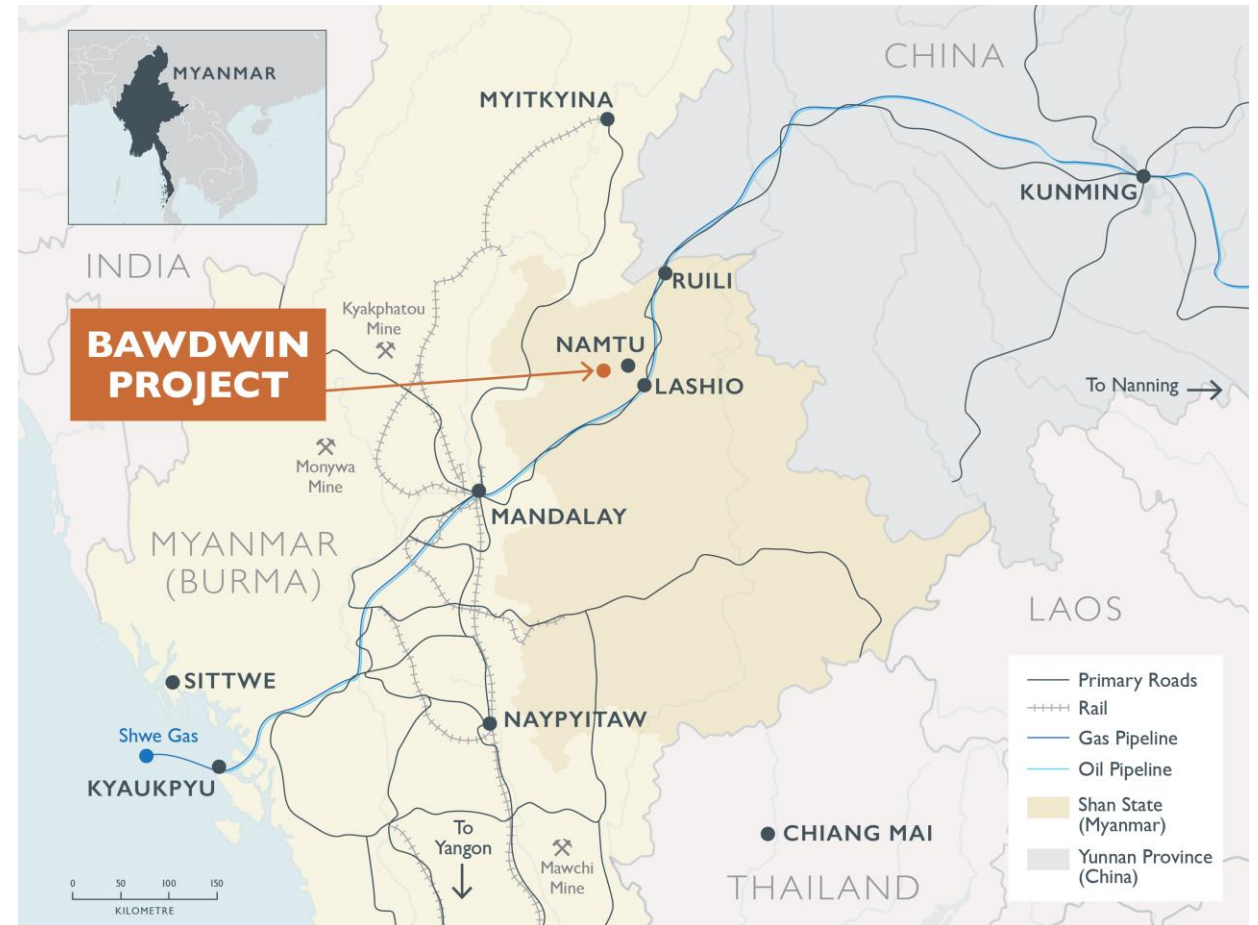 MYANMAR
CHINA
MYITKYINA
KUNMING
INDIA
RUILI
Kyakphatou
Mine
BAWDWIN
PROJECT
NAMTU
LASHIO
To Nanning
Monywa
Mine
MANDALAY
MYANMAR
(BURMA)
LAOS
SITTWE
NAYPYITAW
Shwe Gas
KYAUKPYU
To
Yangon
Mawchi
Mine
CHIANG MAI
THAILAND
Primary Roads
Rail
Gas Pipeline
Oil Pipeline
Shan State
(Myanmar)
Yunnan Province
(China)
0 50 100 150
KILOMETRE